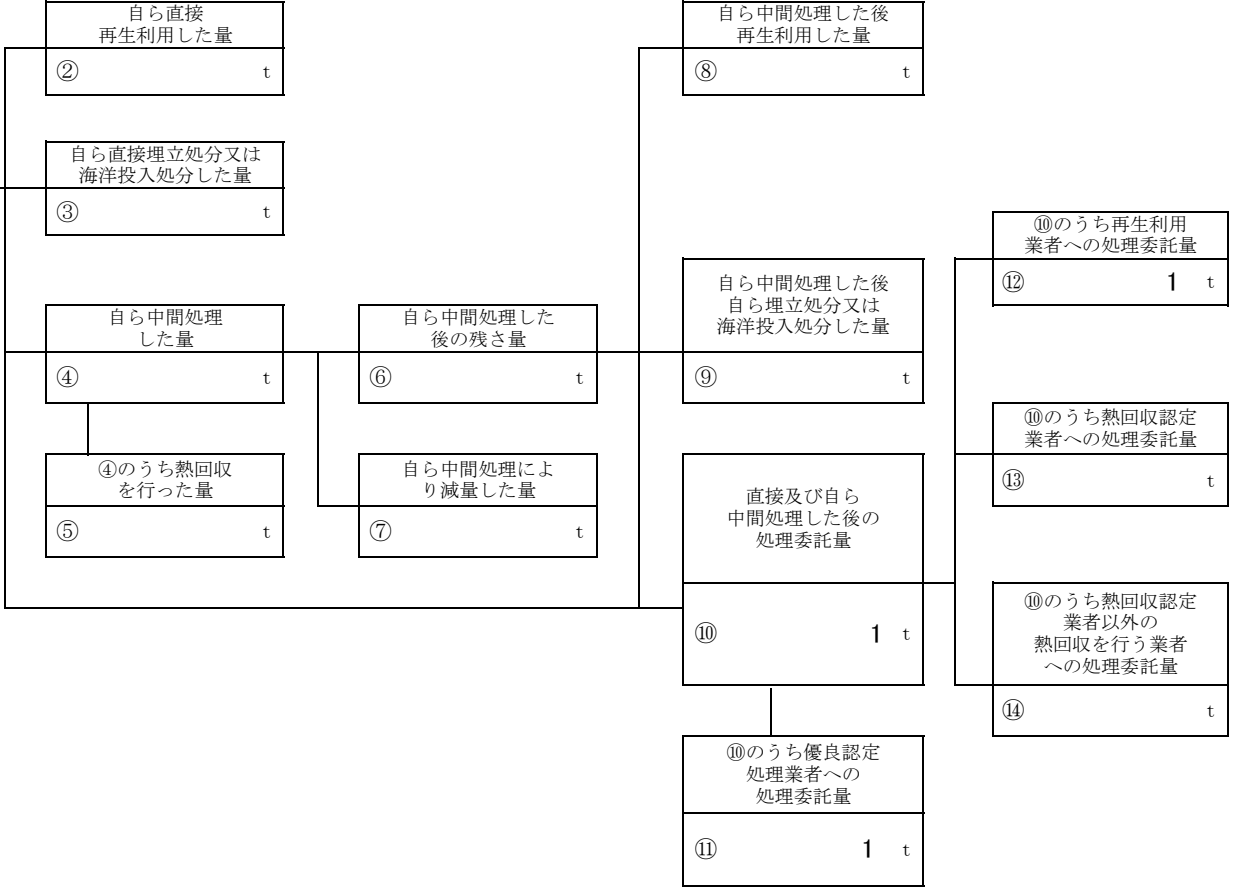 自ら直接
再生利用した量
② t
自ら直接埋立処分又は
海洋投入処分した量
③ t
自ら中間処理
した量
④ t
④のうち熱回収
を行った量
⑤ t
自ら中間処理した
後の残さ量
⑥ t
自ら中間処理によ
り減量した量
⑦ t
自ら中間処理した後
再生利用した量
⑧ t
自ら中間処理した後
自ら埋立処分又は
海洋投入処分した量
⑨ t
直接及び自ら
中間処理した後の
処理委託量
⑩ 1 t
⑩のうち優良認定
処理業者への
処理委託量
⑪ 1 t
⑩のうち再生利用
業者への処理委託量
⑫ 1 t
⑩のうち熱回収認定
業者への処理委託量
⑬ t
⑩のうち熱回収認定
業者以外の
熱回収を行う業者
への処理委託量
⑭ t